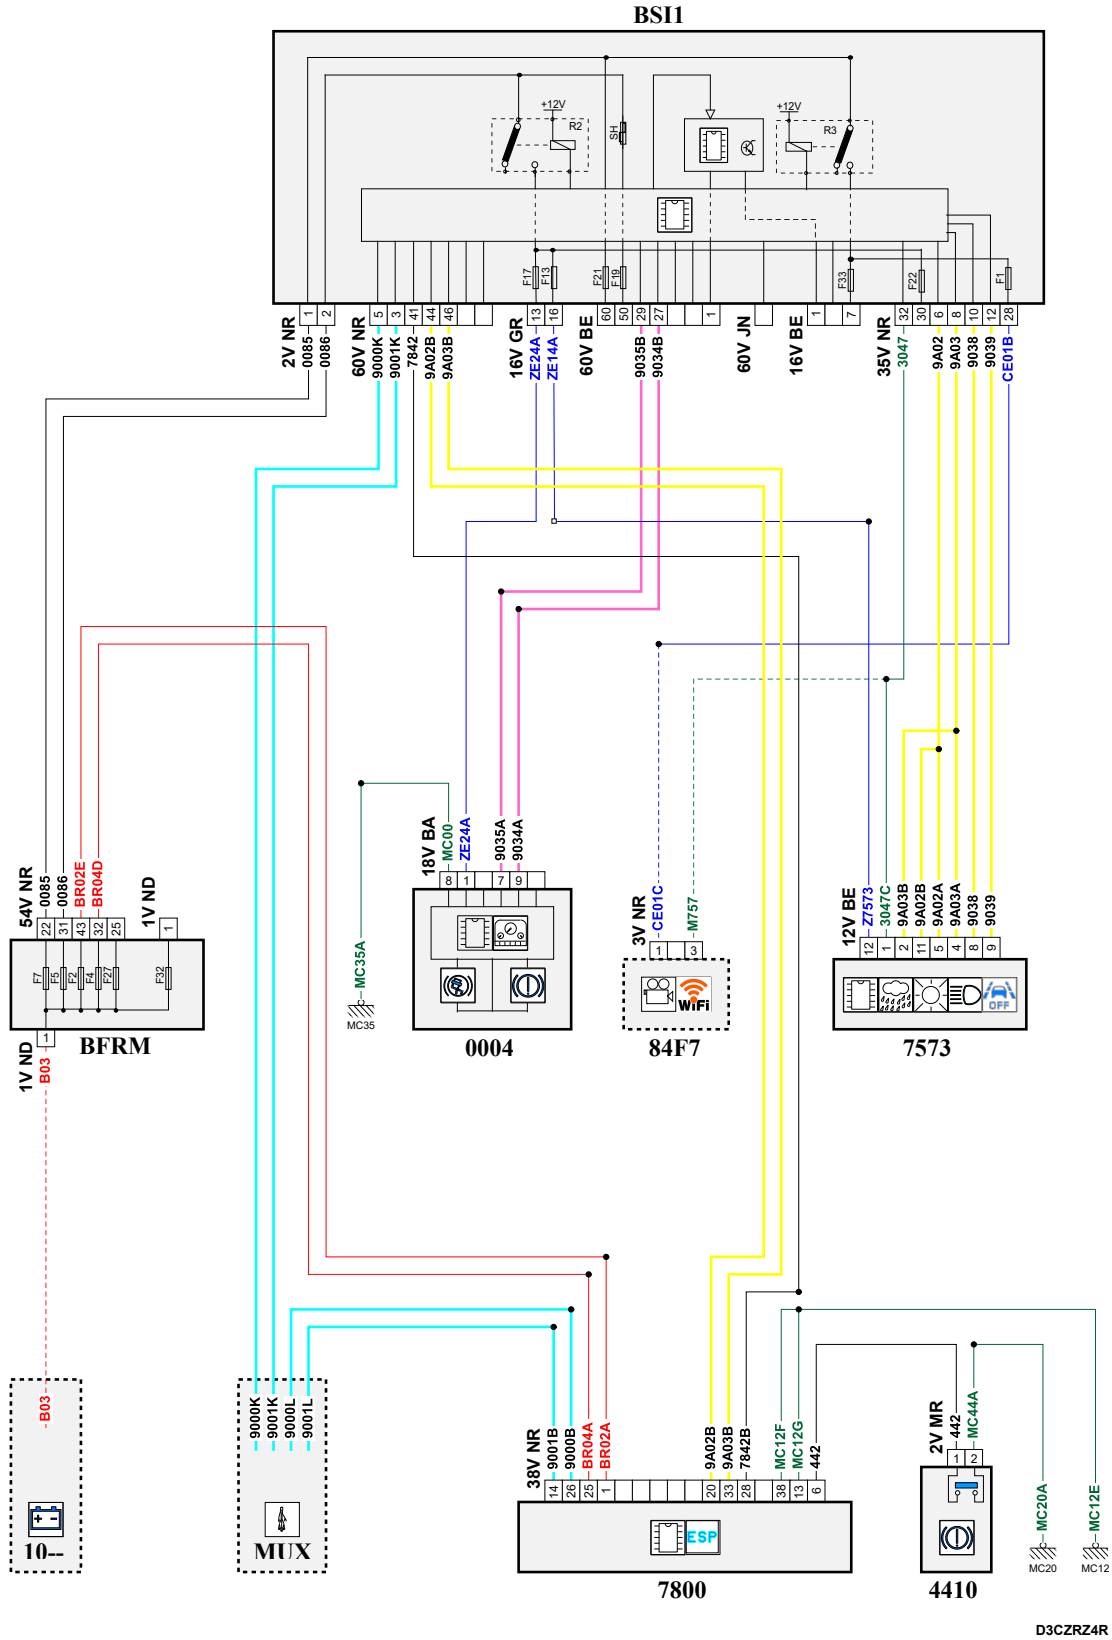 BSI1
+12V
R2
SH
+12V
R3
F17
F13
F21
F19
F33
F22
F1
1
2
5
3
41
44
46
13
16
60
50
29
27
1
1
7
32
30
6
8
10
12
28
2V NR
0085
0086
60V NR
9000K
9001K
7842
9A02B
9A03B
16V GR
ZE24A
ZE14A
60V BE
9035B
9034B
60V JN
16V BE
35V NR
3047
9A02
9A03
9038
9039
CE01B
54V NR
0085
0086
BR02E
BR04D
1V ND
22
31
43
32
25
1
F7
F5
F2
F4
F27
F32
1
BFRM
1V ND
B03
18V BA
MC00
ZE24A
9035A
9034A
8
1
7
9
0004
MC35A
MC35
3V NR
CE01C
M757
1
3
WiFi
84F7
12V BE
Z7573
3047C
9A03B
9A02B
9A02A
9A03A
9038
9039
12
1
2
11
5
4
8
9
OFF
7573
B03
10--
9000K
9001K
9000L
9001L
MUX
38V NR
9001B
9000B
BR04A
BR02A
9A02B
9A03B
7842B
MC12F
MC12G
442
14
26
25
1
20
33
28
38
13
6
ESP
7800
2V MR
442
MC44A
1
2
4410
MC20A
MC20
MC12E
MC12
D3CZRZ4R